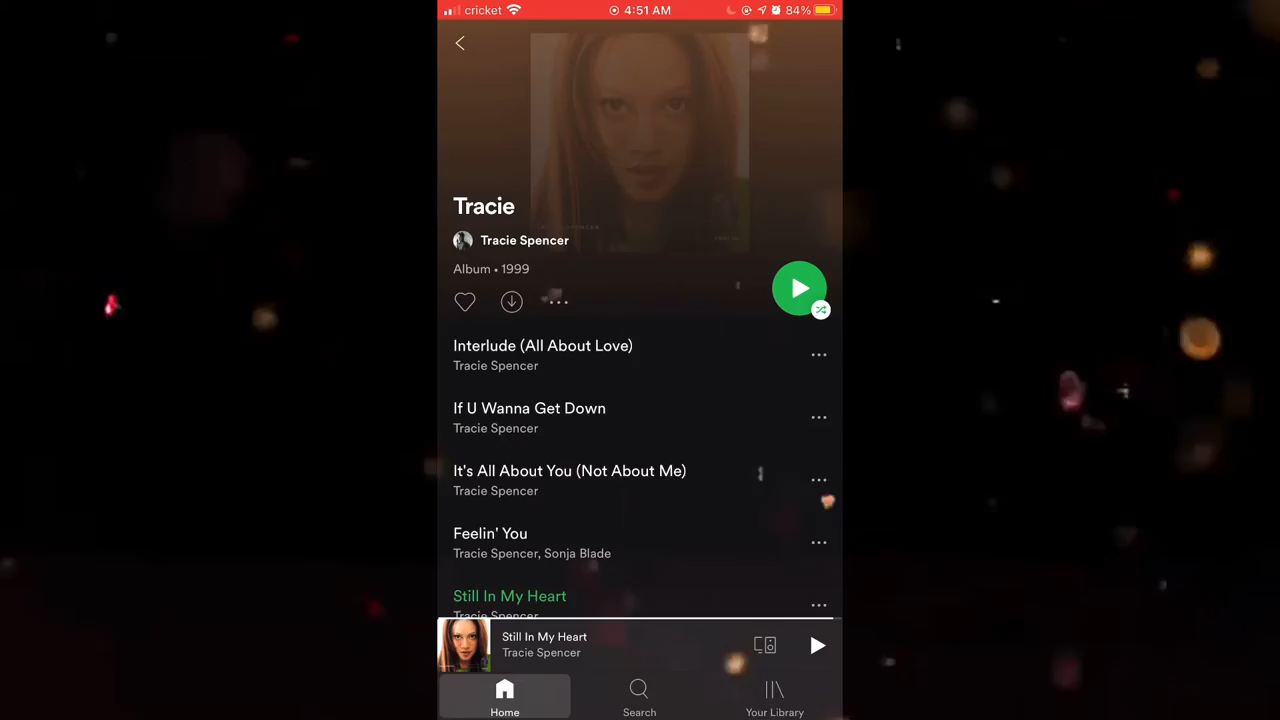 cricket 4:51 AM 84%
Tracie
Tracie Spencer
Album • 1999
Interlude (All About Love)
Tracie Spencer
If U Wanna Get Down
Tracie Spencer
It's All About You (Not About Me)
Tracie Spencer
Feelin' You
Tracie Spencer, Sonja Blade
Still In My Heart
Tracie Spencer
Still In My Heart
Tracie Spencer
Home Search Your Library